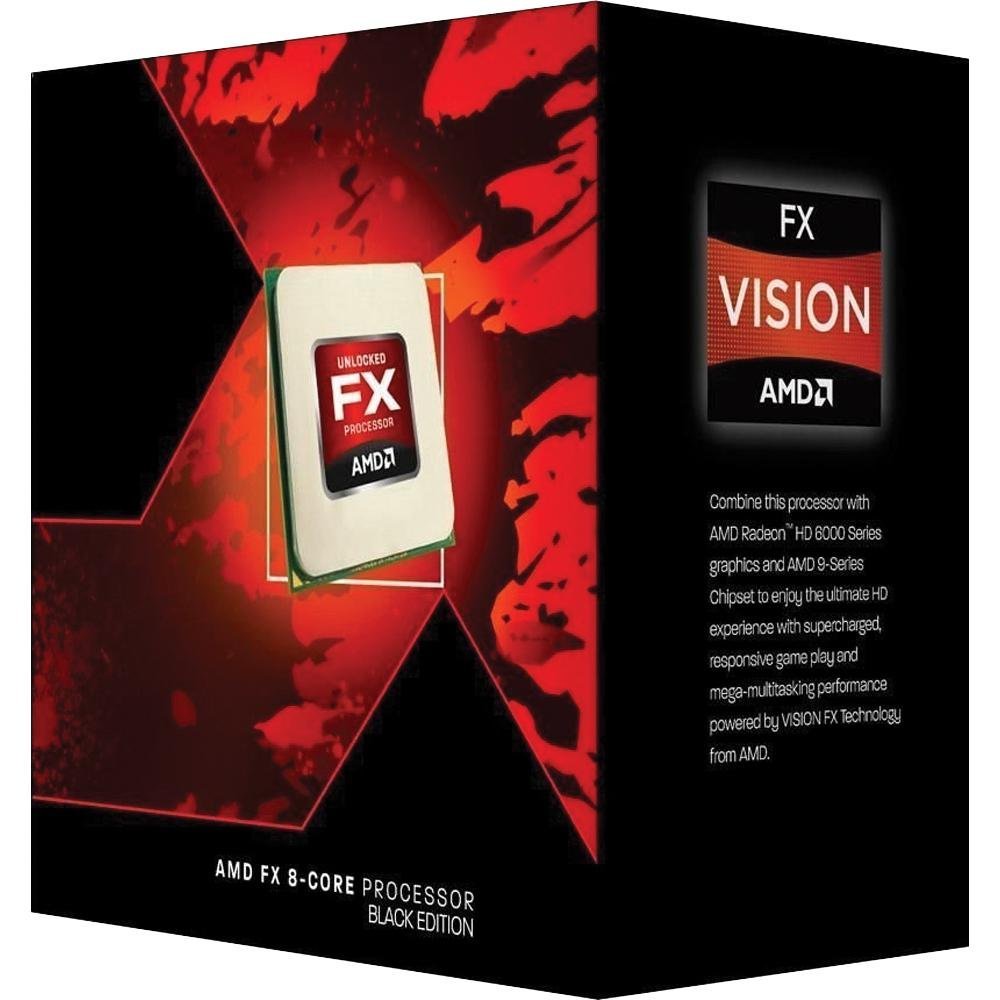 UNLOCKED
FX
PROCESSOR
AMD
AMD FX 8-CORE PROCESSOR
BLACK EDITION
FX
VISION
AMD
Combine this processor with
AMD Radeon™ HD 6000 Series
graphics and AMD 9-Series
Chipset to enjoy the ultimate HD
experience with supercharged,
responsive game play and
mega-multitasking performance
powered by VISION FX Technology
from AMD.